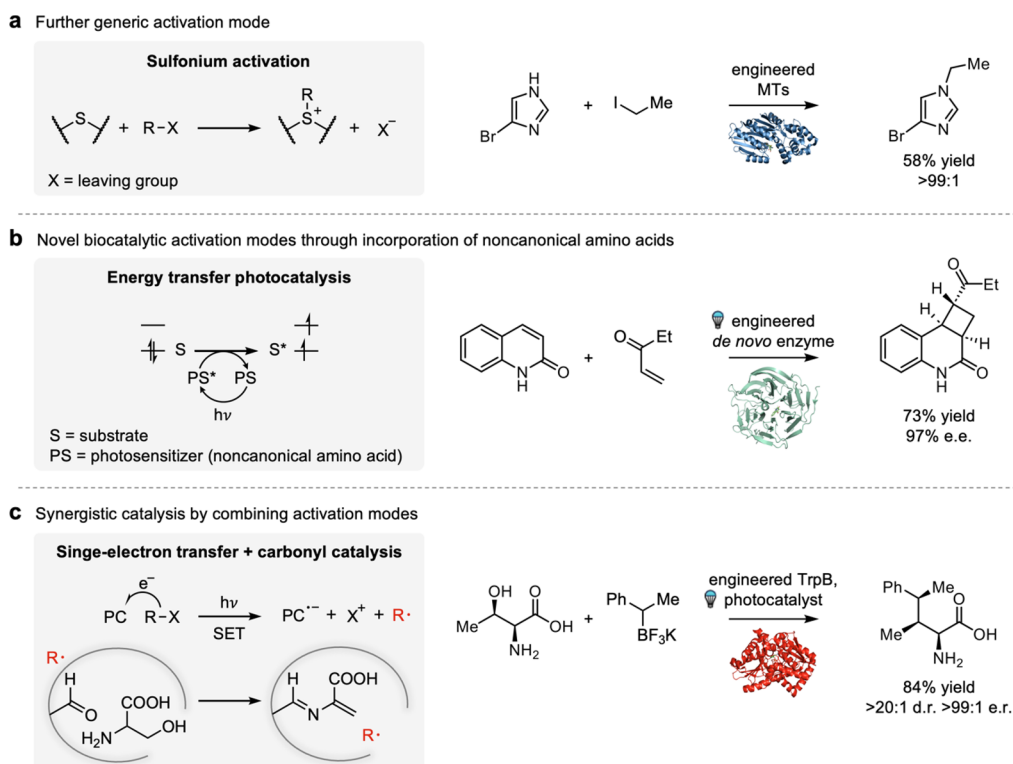 a Further generic activation mode
Sulfonium activation
S + R–X
R
S+ + X−
X = leaving group
H
N
Br N
+ I Me
engineered
MTs
Me
N
Br N
58% yield
>99:1
b Novel biocatalytic activation modes through incorporation of noncanonical amino acids
Energy transfer photocatalysis
S S*
PS* PS
hν
S = substrate
PS = photosensitizer (noncanonical amino acid)
N
H
O
+
O Et
engineered
de novo enzyme
O
Et
H
H
H
N
H
O
73% yield
97% e.e.
c Synergistic catalysis by combining activation modes
Singe-electron transfer + carbonyl catalysis
e−
PC R–X
hν
SET
PC•− + X+ + R•
R•
H
O
COOH
H2N OH
H COOH
N
R•
OH O
Me OH
NH2
+
Ph Me
BF3K
engineered TrpB,
photocatalyst
Ph Me
O
Me OH
NH2
84% yield
>20:1 d.r. >99:1 e.r.